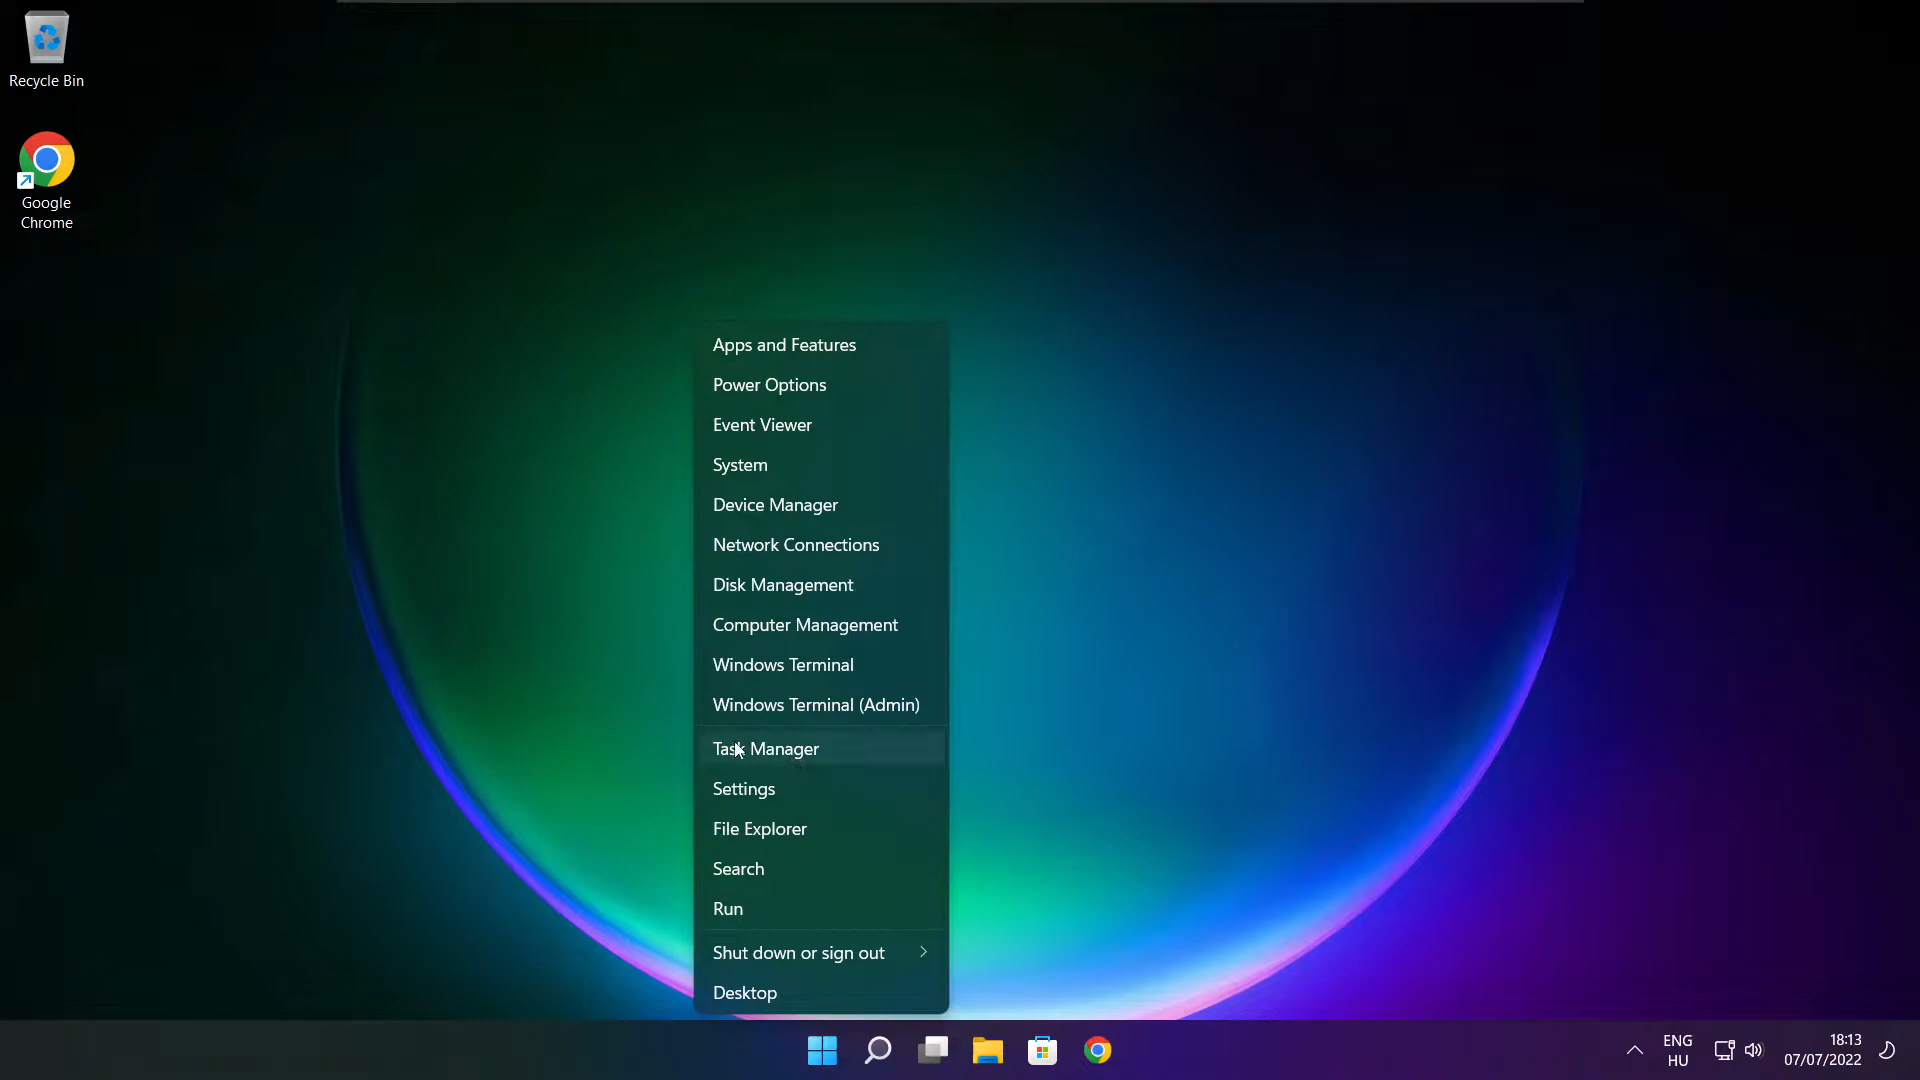 Recycle Bin
Google
Chrome
Apps and Features
Power Options
Event Viewer
System
Device Manager
Network Connections
Disk Management
Computer Management
Windows Terminal
Windows Terminal (Admin)
Task Manager
Settings
File Explorer
Search
Run
Shut down or sign out
Desktop
ENG
HU
18:13
07/07/2022